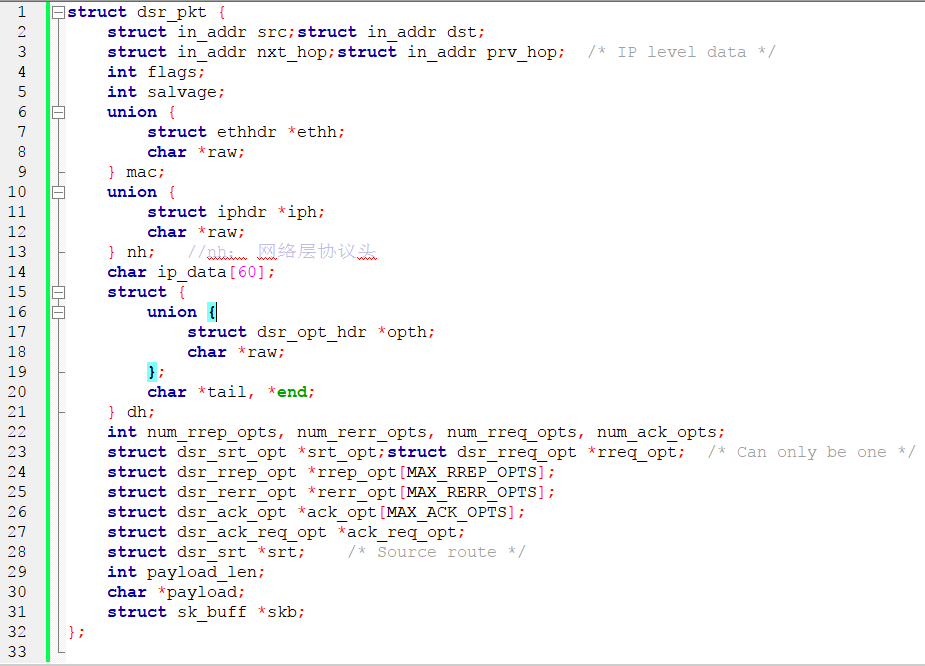 1 struct dsr_pkt {
2 struct in_addr src;struct in_addr dst;
3 struct in_addr nxt_hop;struct in_addr prv_hop; /* IP level data */
4 int flags;
5 int salvage;
6 union {
7 struct ethhdr *ethh;
8 char *raw;
9 } mac;
10 union {
11 struct iphdr *iph;
12 char *raw;
13 } nh; //nh: 网络层协议头
14 char ip_data[60];
15 struct {
16 union {
17 struct dsr_opt_hdr *opth;
18 char *raw;
19 };
20 char *tail, *end;
21 } dh;
22 int num_rrep_opts, num_rerr_opts, num_rreq_opts, num_ack_opts;
23 struct dsr_srt_opt *srt_opt;struct dsr_rreq_opt *rreq_opt; /* Can only be one */
24 struct dsr_rrep_opt *rrep_opt[MAX_RREP_OPTS];
25 struct dsr_rerr_opt *rerr_opt[MAX_RERR_OPTS];
26 struct dsr_ack_opt *ack_opt[MAX_ACK_OPTS];
27 struct dsr_ack_req_opt *ack_req_opt;
28 struct dsr_srt *srt; /* Source route */
29 int payload_len;
30 char *payload;
31 struct sk_buff *skb;
32 };
33